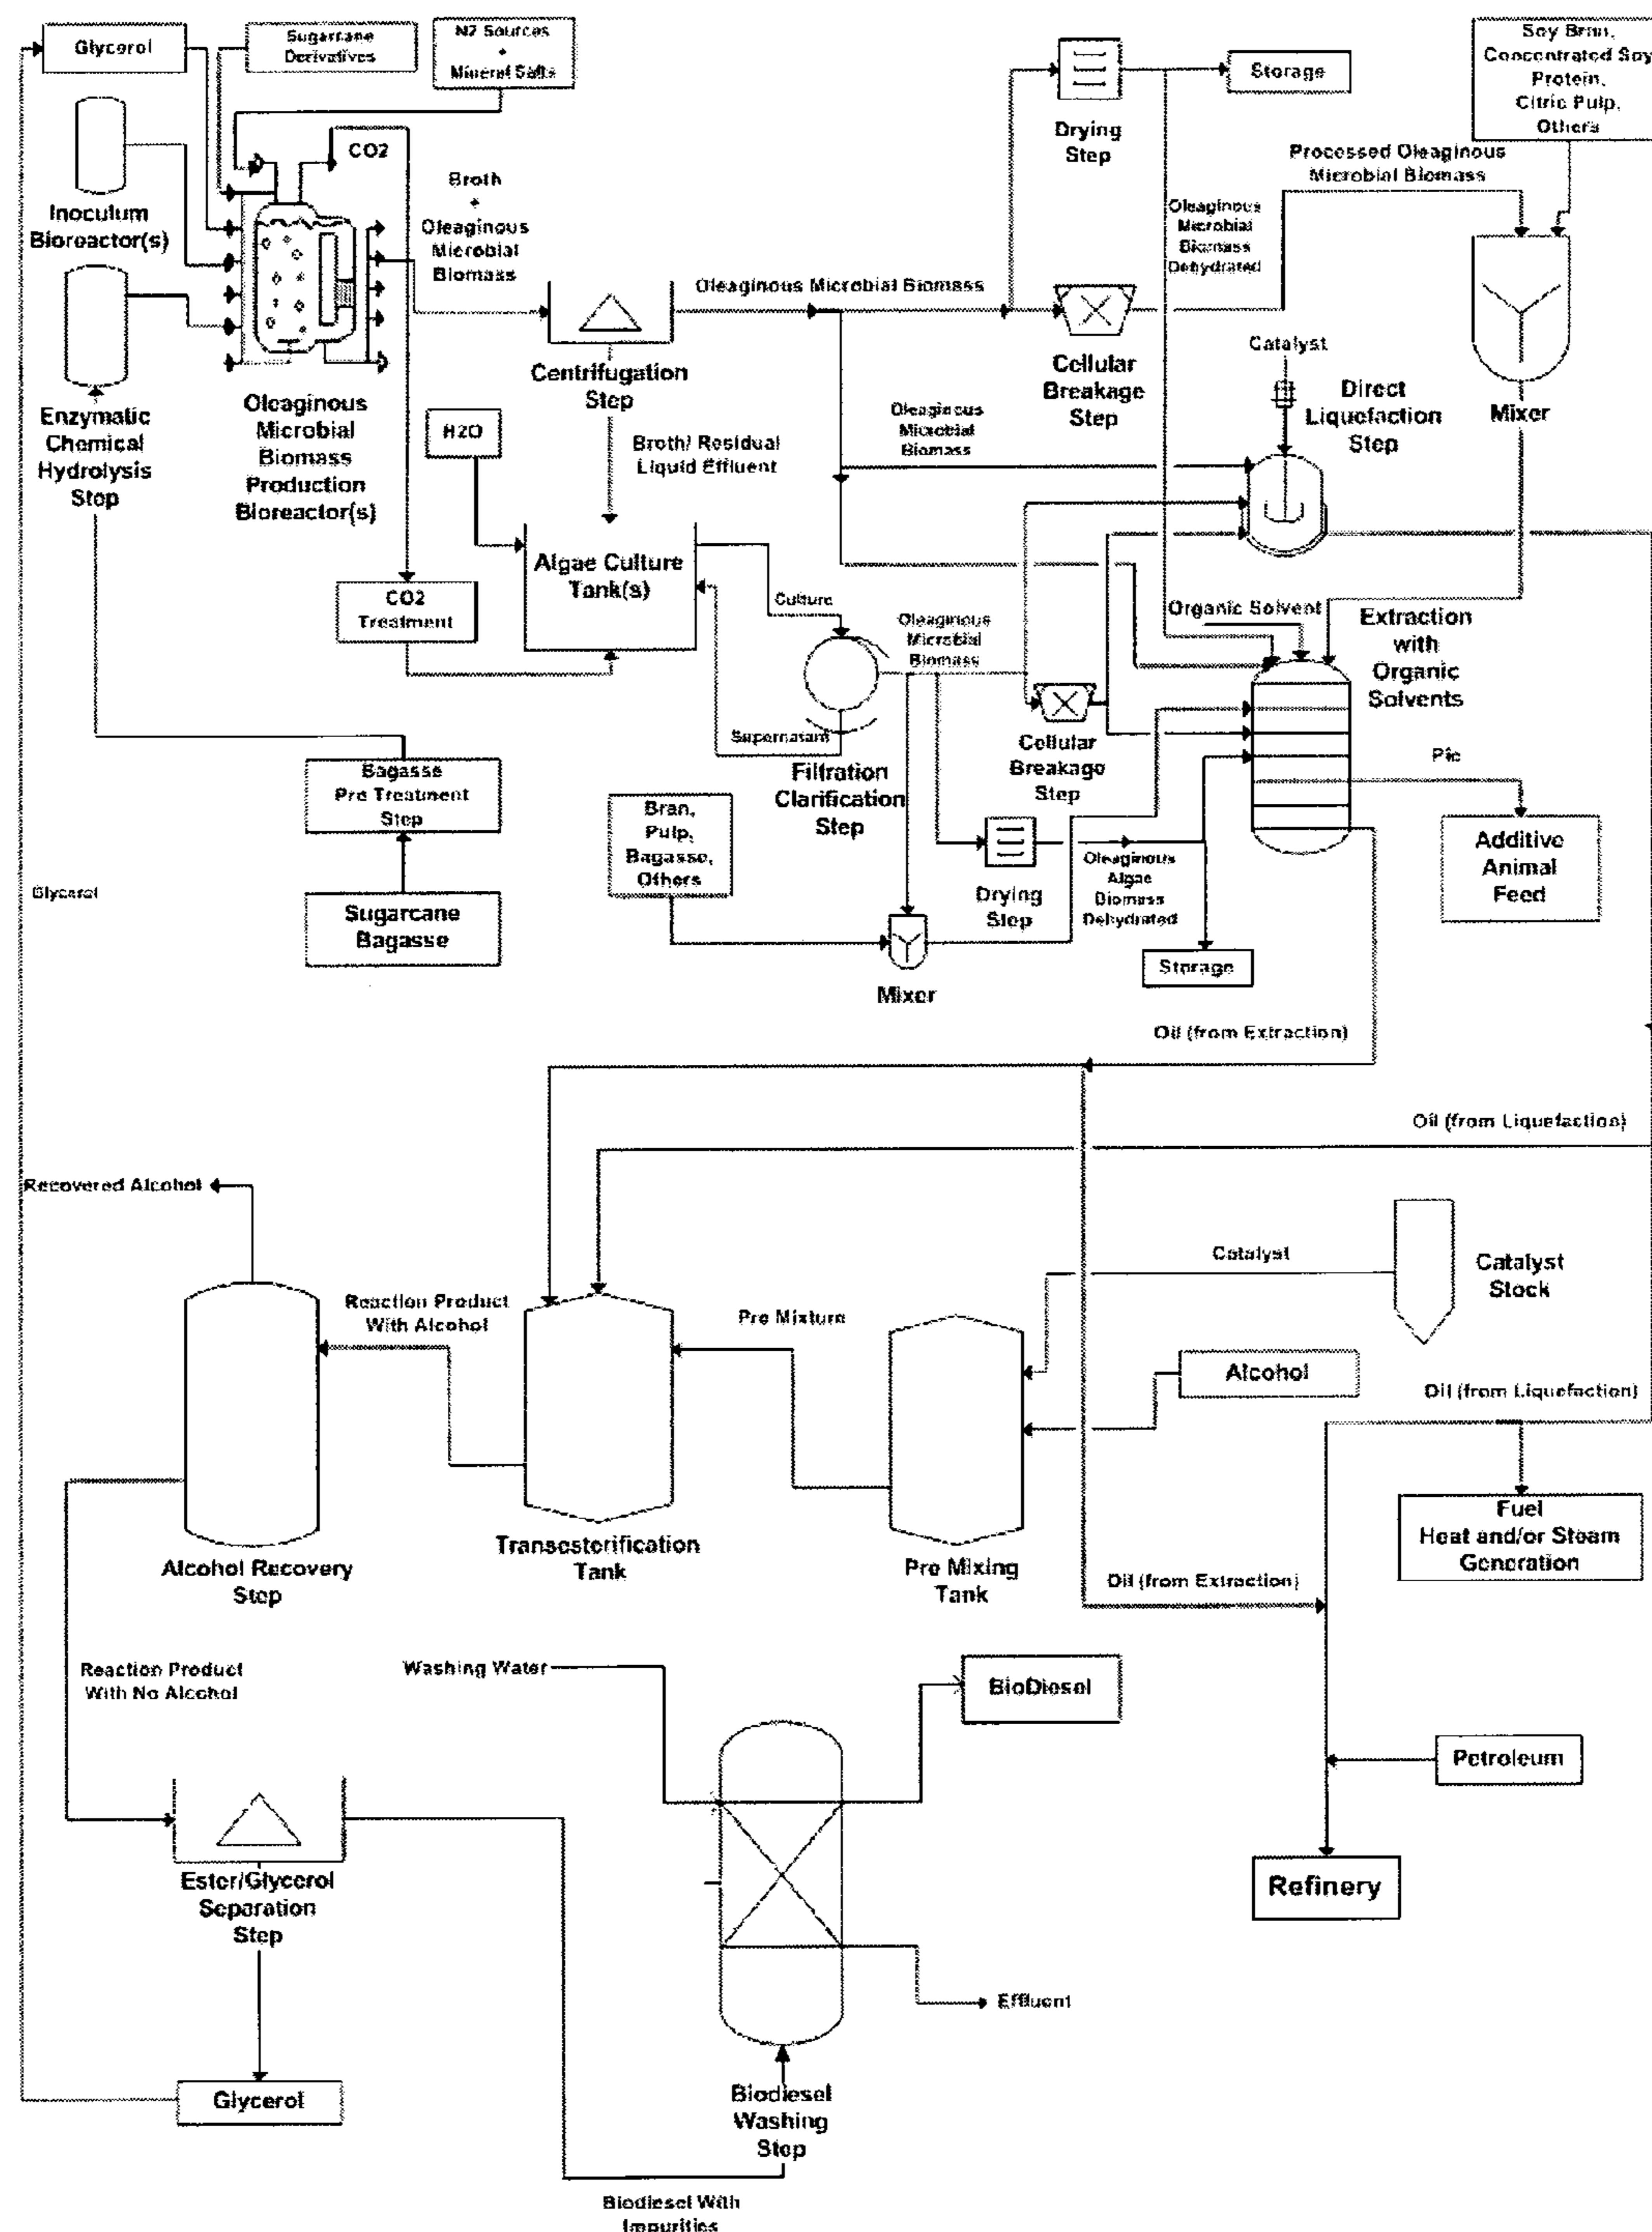 Glycerol
Sugarcane
Derivatives
N2 Sources
+
Mineral Salts
Soy Bran,
Concentrated Soy
Protein,
Citric Pulp,
Others
Storage
Drying
Step
CO2
Broth
+
Oleaginous
Microbial
Biomass
Processed Oleaginous
Microbial Biomass
Inoculum
Bioreactor(s)
Oleaginous
Microbial
Biomass
Dehydrated
Oleaginous Microbial Biomass
Centrifugation
Step
Cellular
Breakage
Step
Catalyst
Direct
Liquefaction
Step
Mixer
Enzymatic
Chemical
Hydrolysis
Step
Oleaginous
Microbial
Biomass
Production
Bioreactor(s)
H2O
Broth/ Residual
Liquid Effluent
Oleaginous
Microbial
Biomass
Algae Culture
Tank(s)
CO2
Treatment
Culture
Oleaginous
Microbial
Biomass
Organic Solvent
Extraction
with
Organic
Solvents
Supernatant
Filtration
Clarification
Step
Cellular
Breakage
Step
Pie
Bagasse
Pre Treatment
Step
Bran,
Pulp,
Bagasse,
Others
Additive
Animal
Feed
Glycerol
Sugarcane
Bagasse
Drying
Step
Oleaginous
Algae
Biomass
Dehydrated
Storage
Mixer
Oil (from Extraction)
Oil (from Liquefaction)
Recovered Alcohol
Catalyst
Catalyst
Stock
Reaction Product
With Alcohol
Pre Mixture
Alcohol
Oil (from Liquefaction)
Fuel
Heat and/or Steam
Generation
Alcohol Recovery
Step
Transesterification
Tank
Pre Mixing
Tank
Oil (from Extraction)
Reaction Product
With No Alcohol
Washing Water
BioDiesel
Petroleum
Ester/Glycerol
Separation
Step
Refinery
Effluent
Glycerol
Biodiesel
Washing
Step
Biodiesel With
Impurities